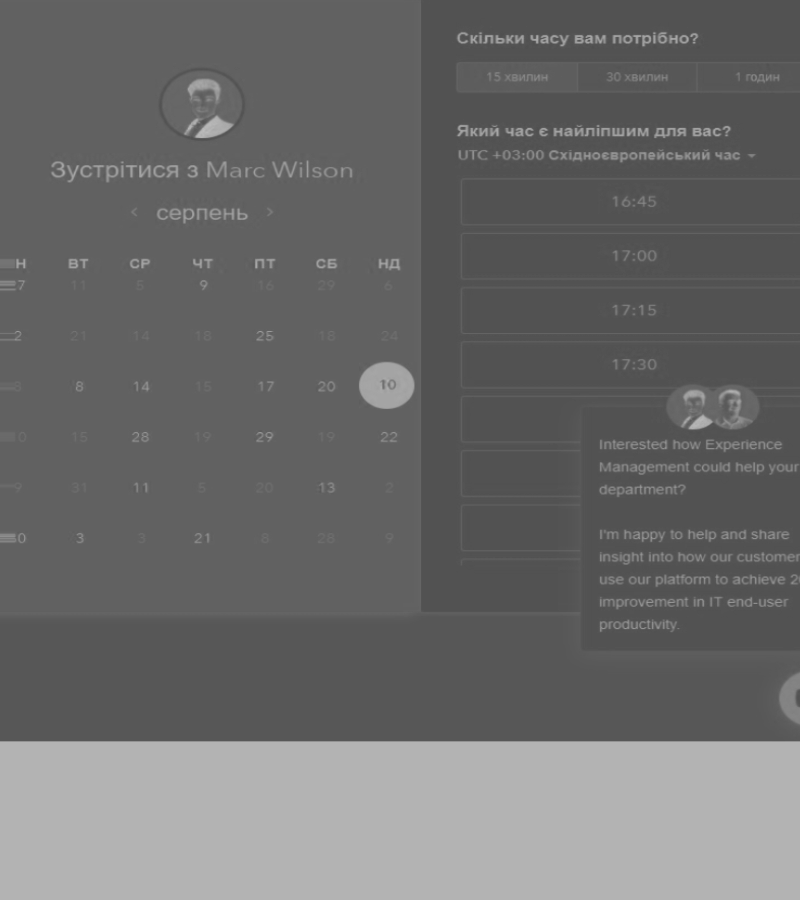 Зустрітися з Marc Wilson
серпень
Н ВТ СР ЧТ ПТ СБ НД
7 11 5 9 16 29 6
2 21 14 18 25 16 24
8 8 14 15 17 20 10
0 15 28 19 29 19 22
9 31 11 5 20 13 2
0 3 3 21 8 28 9
Скільки часу вам потрібно?
15 хвилин 30 хвилин 1 годин
Який час є найліпшим для вас?
UTC +03:00 Східноєвропейський час
16:45
17:00
17:15
17:30
Interested how Experience
Management could help your
department?
I'm happy to help and share
insight into how our customer
use our platform to achieve 2
improvement in IT end-user
productivity.